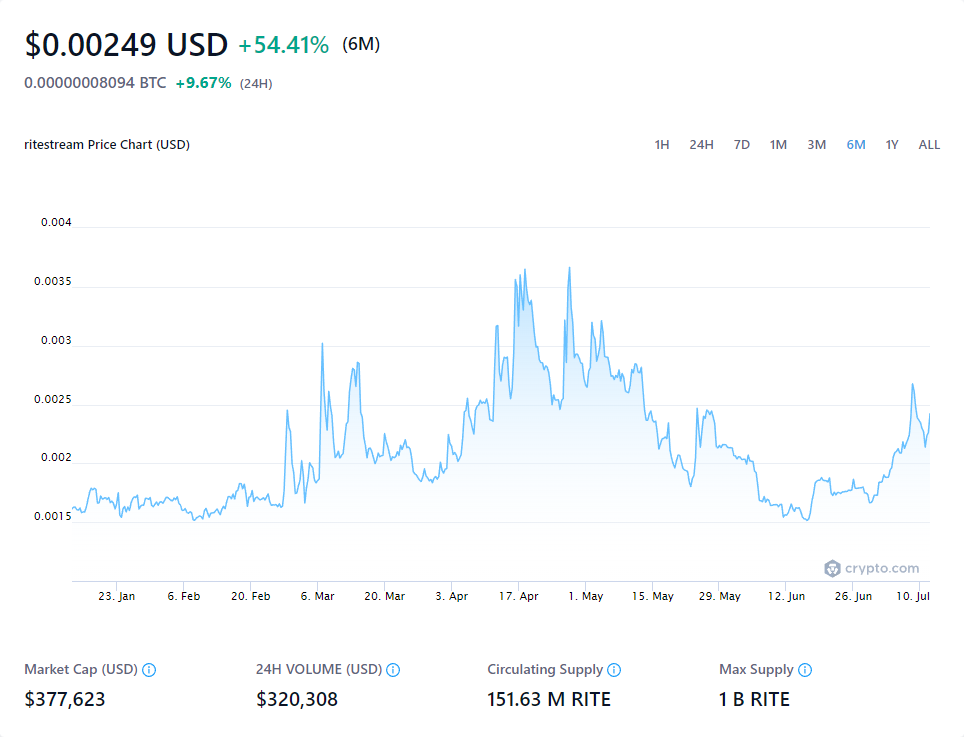 $0.00249 USD +54.41% (6M)
0.00000008094 BTC +9.67% (24H)
ritestream Price Chart (USD) 1H 24H 7D 1M 3M 6M 1Y ALL
0.004
0.0035
0.003
0.0025
0.002
0.0015
crypto.com
23. Jan 6. Feb 20. Feb 6. Mar 20. Mar 3. Apr 17. Apr 1. May 15. May 29. May 12. Jun 26. Jun 10. Jul
Market Cap (USD) 24H VOLUME (USD) Circulating Supply Max Supply
$377,623 $320,308 151.63 M RITE 1 B RITE